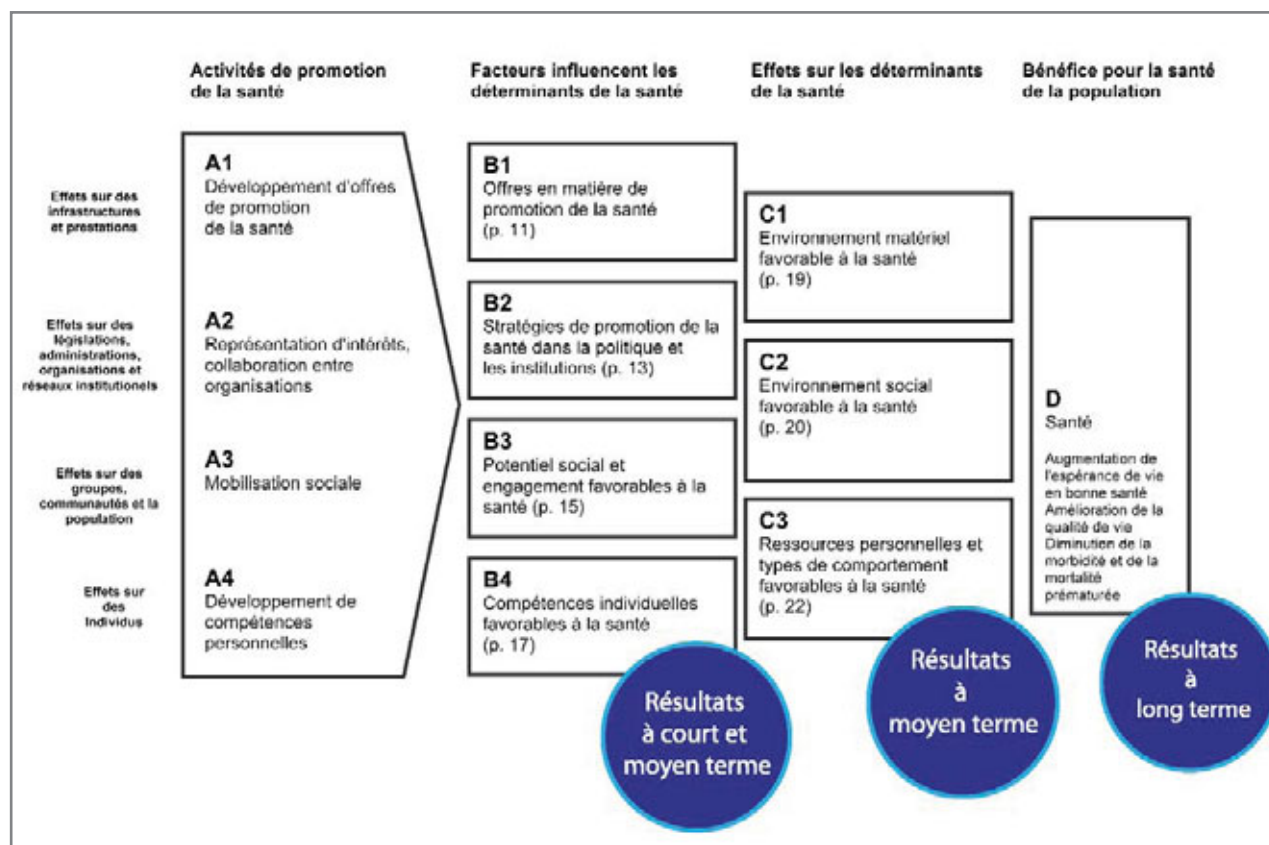 Activités de promotion
de la santé
Facteurs influencent les
déterminants de la santé
Effets sur les déterminants
de la santé
Bénéfice pour la santé
de la population
Effets sur des
infrastructures
et prestations
A1
Développement d'offres
de promotion
de la santé
B1
Offres en matière de
promotion de la santé
(p. 11)
C1
Environnement matériel
favorable à la santé
(p. 19)
Effets sur des
législations,
administrations,
organisations et
réseaux institutionels
A2
Représentation d'intérêts,
collaboration entre
organisations
B2
Stratégies de promotion de la
santé dans la politique et
les institutions (p. 13)
C2
Environnement social
favorable à la santé
(p. 20)
D
Santé
Augmentation de
l'espérance de vie
en bonne santé
Amélioration de la
qualité de vie
Diminution de la
morbidité et de la
mortalité
prématurée
Effets sur des
groupes,
communautés et la
population
A3
Mobilisation sociale
B3
Potentiel social et
engagement favorables à la
santé (p. 15)
C3
Ressources personnelles et
types de comportement
favorables à la santé
(p. 22)
Effets sur
des
Individus
A4
Développement de
compétences
personnelles
B4
Compétences individuelles
favorables à la santé
(p. 17)
Résultats
à court et
moyen terme
Résultats
à
moyen terme
Résultats
à
long terme